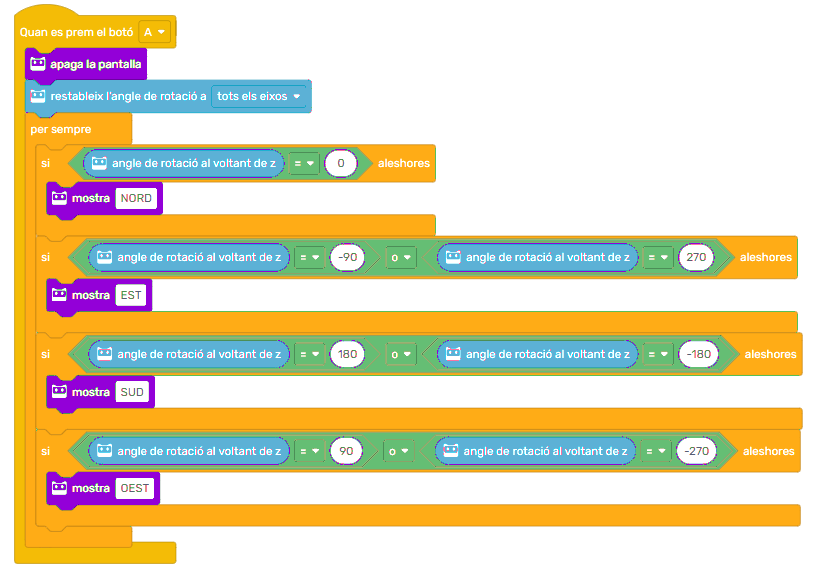 Quan es prem el botó A
apaga la pantalla
restableix l'angle de rotació a tots els eixos
per sempre
si angle de rotació al voltant de z = 0 aleshores
mostra NORD
si angle de rotació al voltant de z = -90 o angle de rotació al voltant de z = 270 aleshores
mostra EST
si angle de rotació al voltant de z = 180 o angle de rotació al voltant de z = -180 aleshores
mostra SUD
si angle de rotació al voltant de z = 90 o angle de rotació al voltant de z = -270 aleshores
mostra OEST